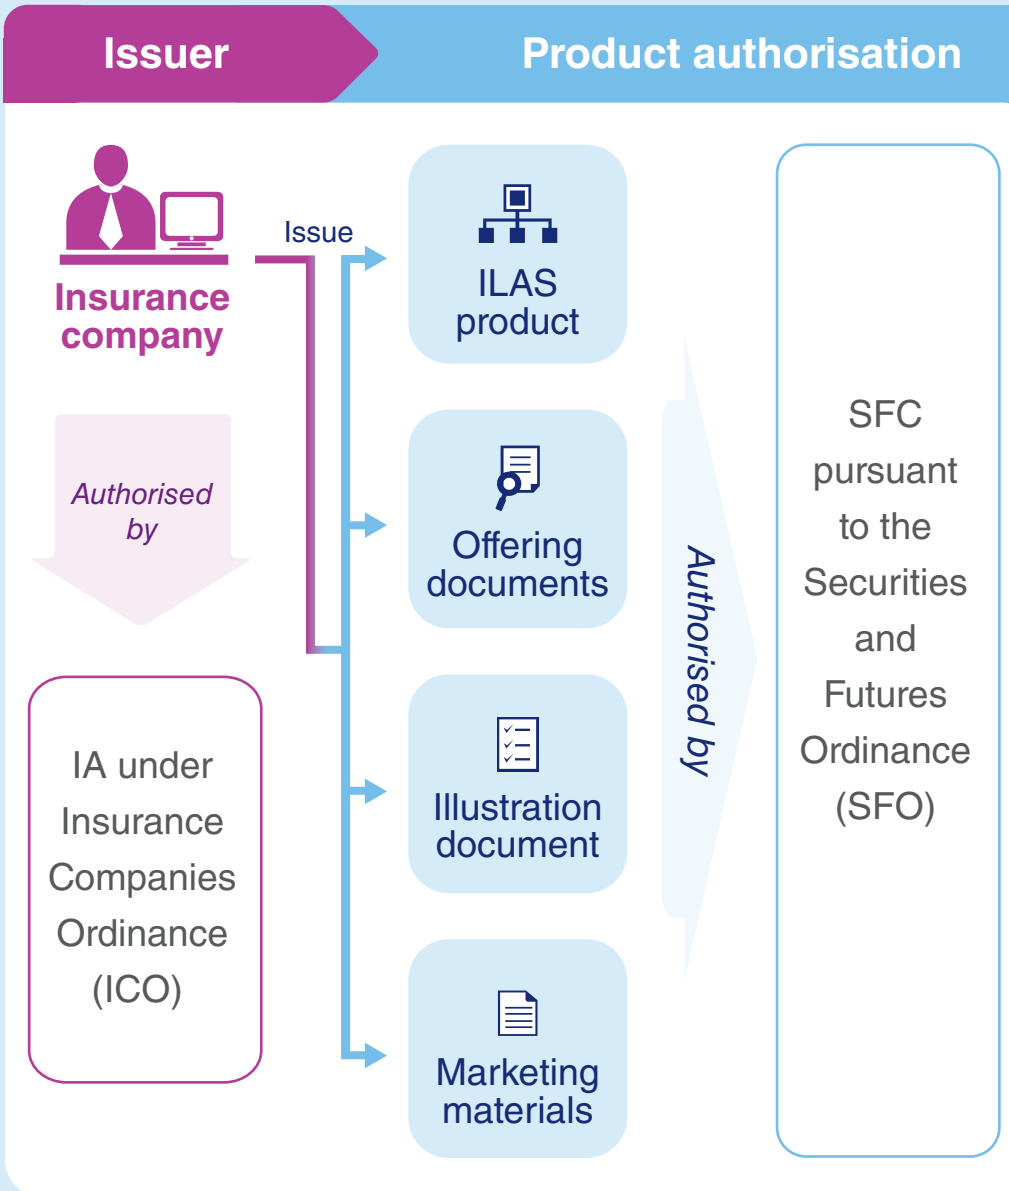 Issuer
Product authorisation
Insurance
company
Authorised
by
IA under
Insurance
Companies
Ordinance
(ICO)
Issue
ILAS
product
Offering
documents
Illustration
document
Marketing
materials
Authorised by
SFC
pursuant
to the
Securities
and
Futures
Ordinance
(SFO)